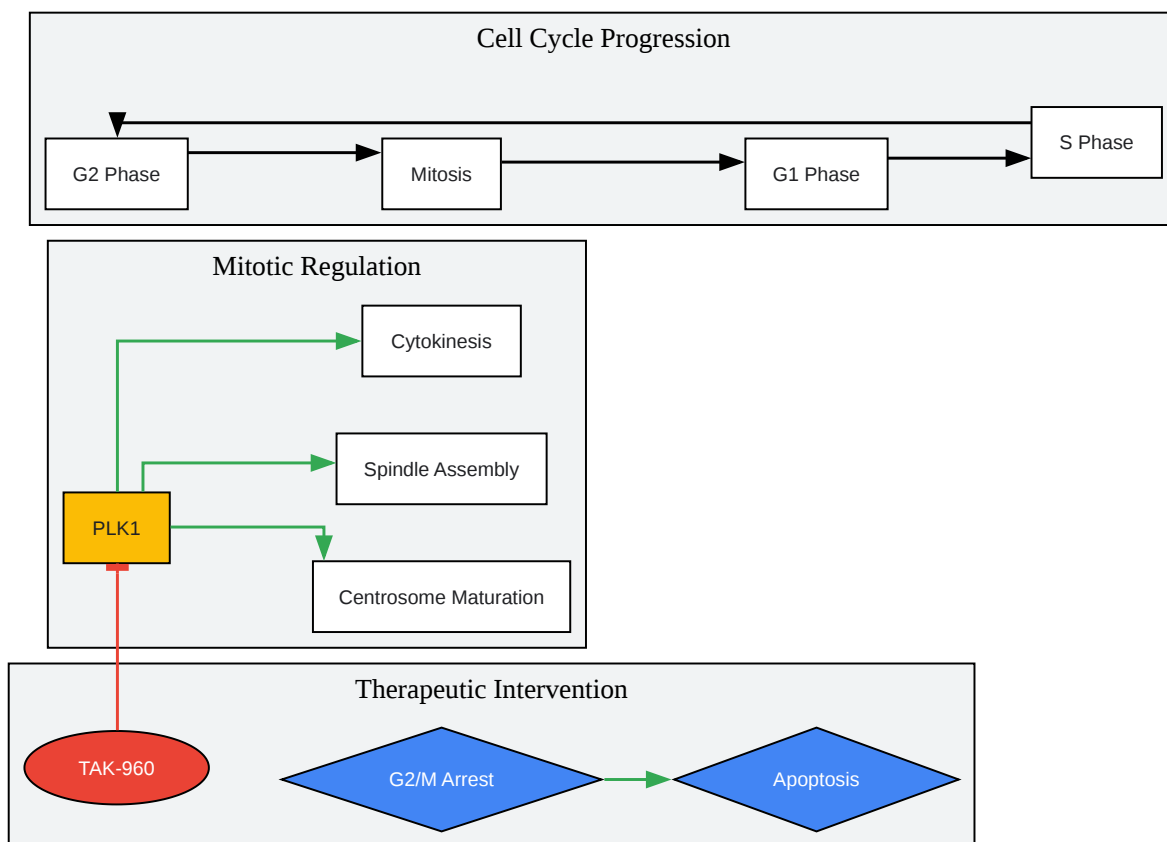 Cell Cycle Progression
S Phase
G2 Phase
Mitosis
G1 Phase
Mitotic Regulation
Cytokinesis
Spindle Assembly
PLK1
Centrosome Maturation
Therapeutic Intervention
TAK-960
G2/M Arrest
Apoptosis